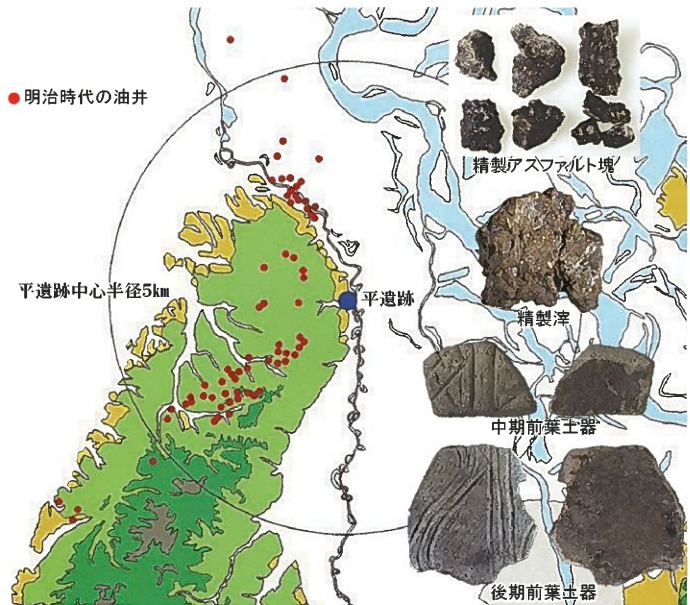 ●明治時代の油井
精製アスファルト塊
平遺跡中心半径5km
平遺跡
精製滓
中期前葉土器
後期前葉土器